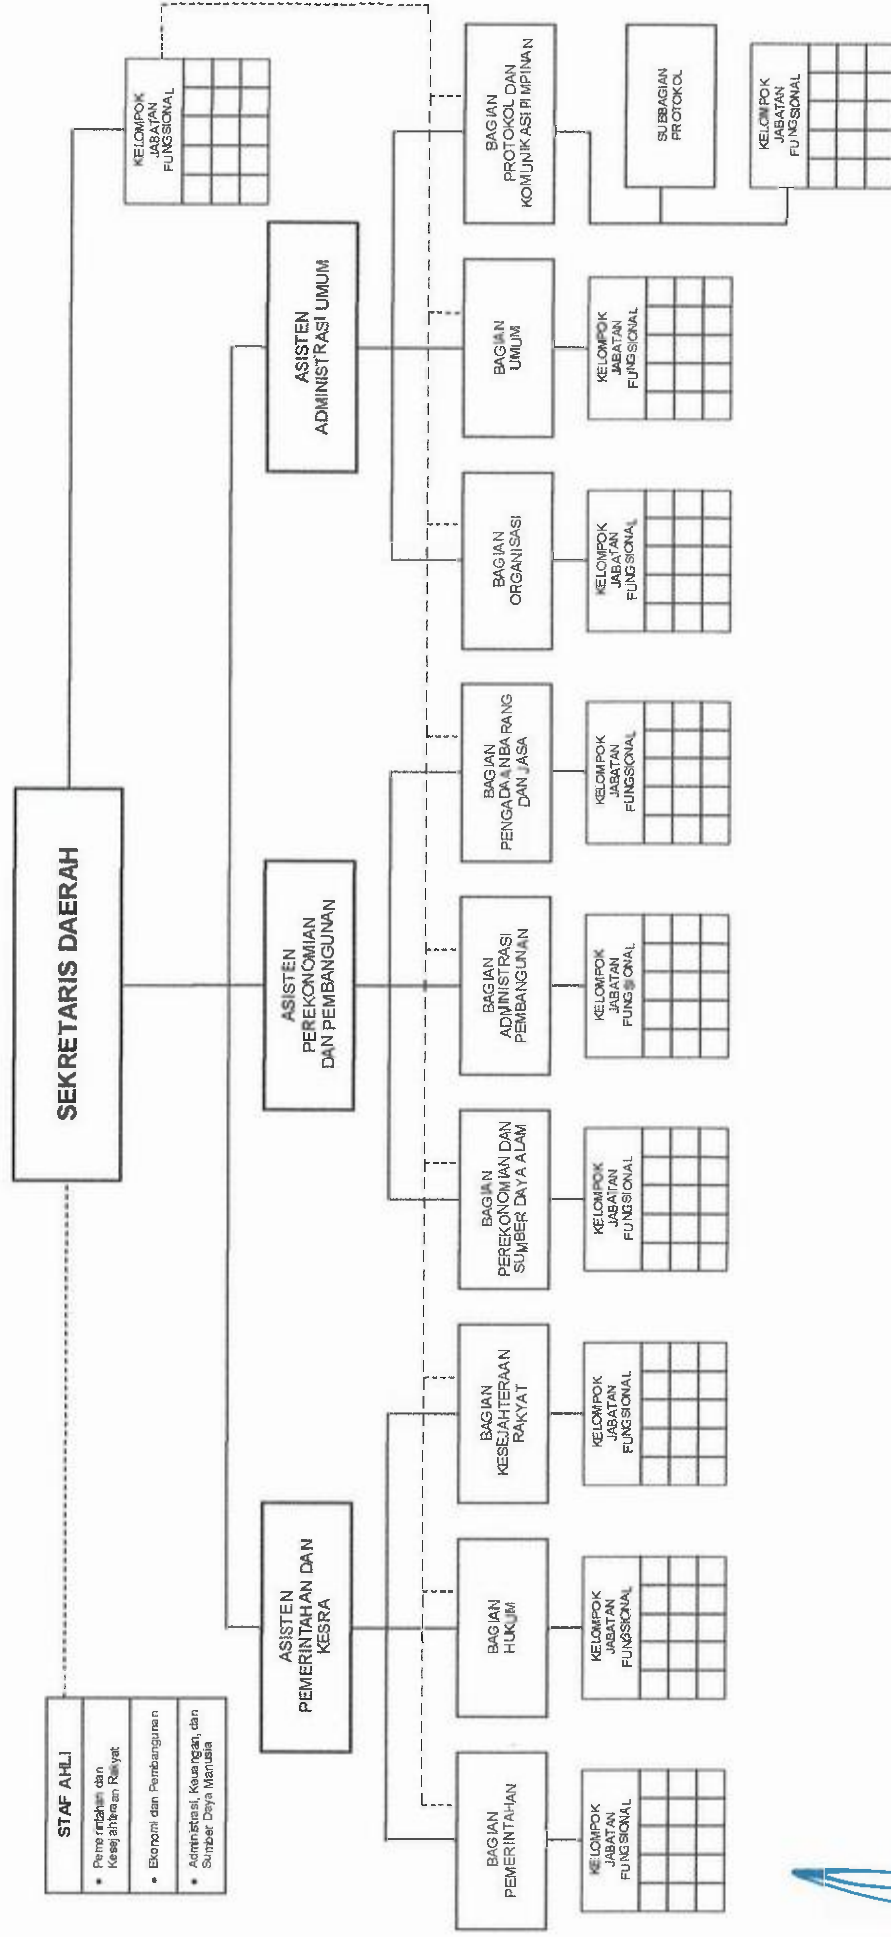 SEKRETARIS DAERAH
STAF AHLI
• Pemerintahan dan
Kesejahteraan Rakyat
• Ekonomi dan Pembangunan
• Administrasi, Keuangan, dan
Sumber Daya Manusia
KELOMPOK
JABATAN
FUNGSIONAL
ASISTEN
PEMERINTAHAN DAN
KESRA
ASISTEN
PEREKONOMIAN
DAN PEMBANGUNAN
ASISTEN
ADMINISTRASI UMUM
BAGIAN
PEMERINTAHAN
BAGIAN
HUKUM
BAGIAN
KESEJAHTERAAN
RAKYAT
BAGIAN
PEREKONOMIAN DAN
SUMBER DAYA ALAM
BAGIAN
ADMINISTRASI
PEMBANGUNAN
BAGIAN
PENGADAAN BARANG
DAN JASA
BAGIAN
ORGANISASI
BAGIAN
UMUM
BAGIAN
PROTOKOL DAN
KOMUNIKASI PIMPINAN
KELOMPOK
JABATAN
FUNGSIONAL
KELOMPOK
JABATAN
FUNGSIONAL
KELOMPOK
JABATAN
FUNGSIONAL
KELOMPOK
JABATAN
FUNGSIONAL
KELOMPOK
JABATAN
FUNGSIONAL
KELOMPOK
JABATAN
FUNGSIONAL
KELOMPOK
JABATAN
FUNGSIONAL
KELOMPOK
JABATAN
FUNGSIONAL
SUBBAGIAN
PROTOKOL
KELOMPOK
JABATAN
FUNGSIONAL